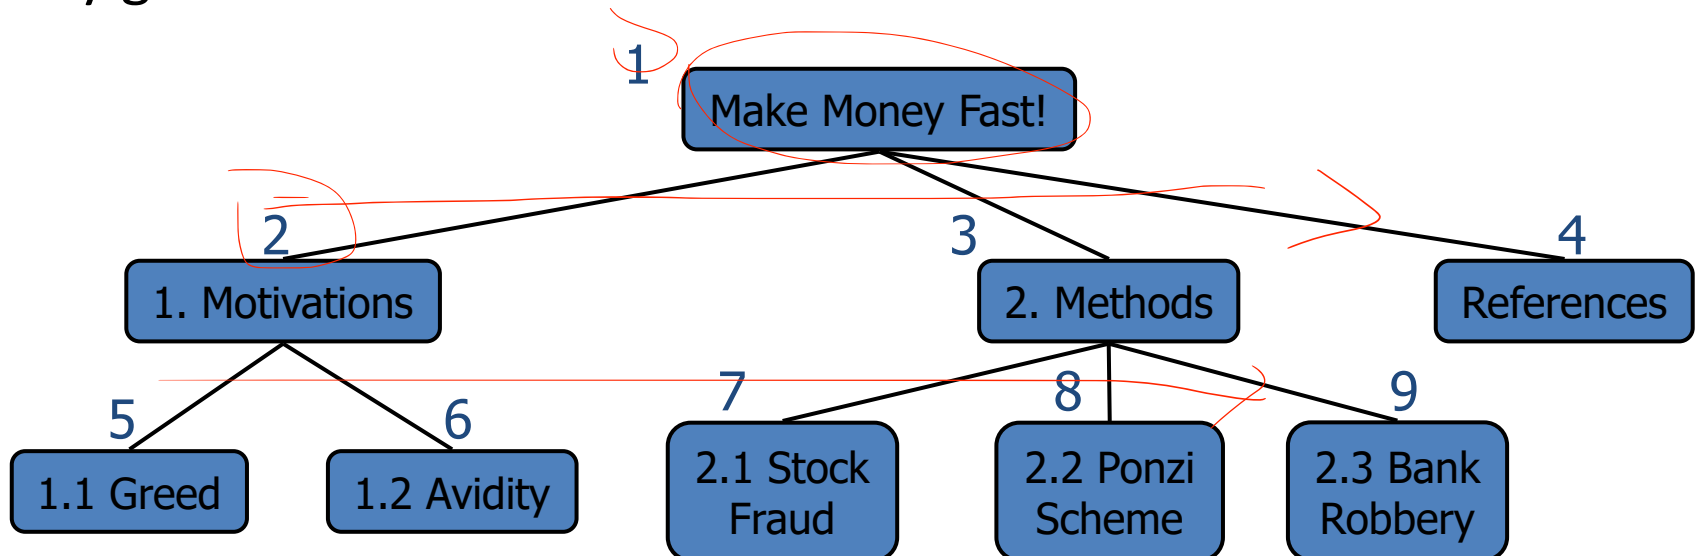 1
Make Money Fast!
2
3
4
1. Motivations
2. Methods
References
5
6
7
8
9
1.1 Greed
1.2 Avidity
2.1 Stock
Fraud
2.2 Ponzi
Scheme
2.3 Bank
Robbery